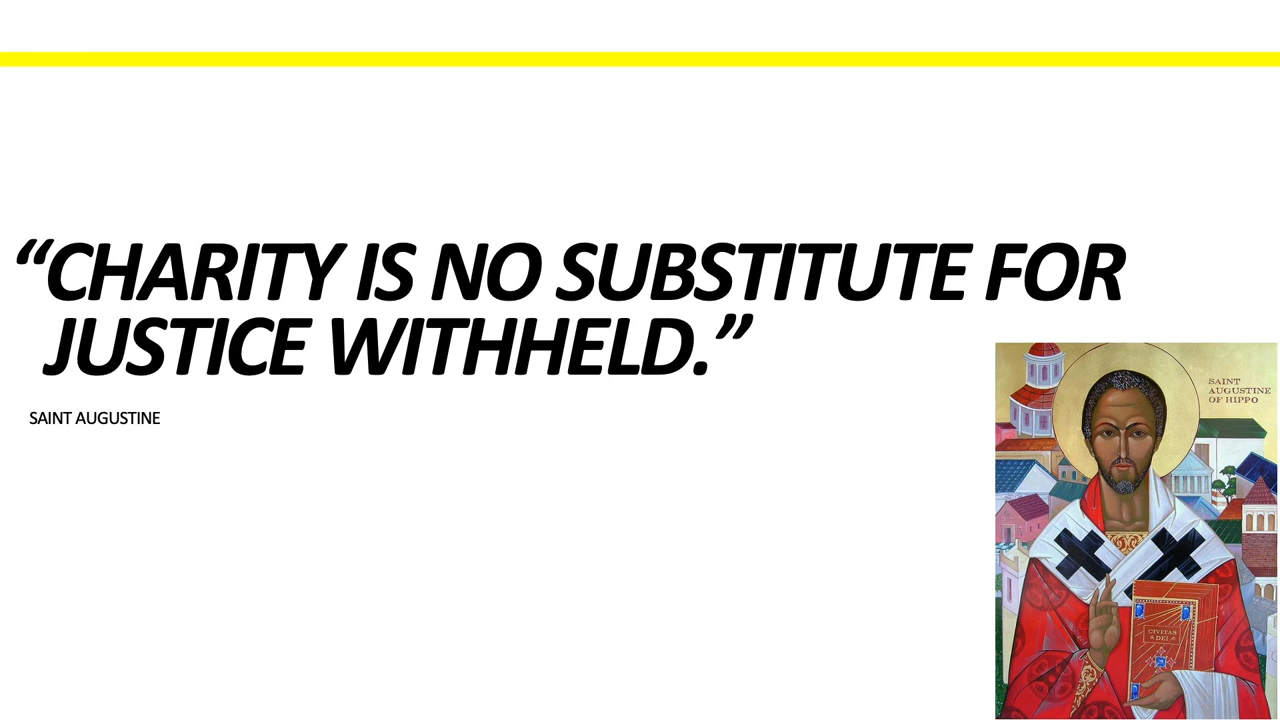 “CHARITY IS NO SUBSTITUTE FOR
JUSTICE WITHHELD.”
SAINT AUGUSTINE
SAINT
AUGUSTINE
OF HIPPO
CIVITAS
DEI